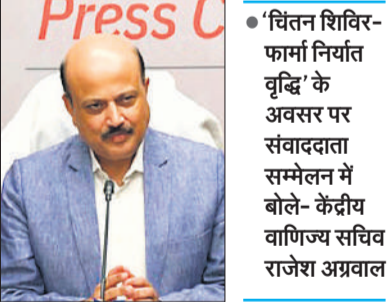 Press C
● ‘चिंतन शिविर-
फार्मा निर्यात
वृद्धि’ के
अवसर पर
संवाददाता
सम्मेलन में
बोले- केंद्रीय
वाणिज्य सचिव
राजेश अग्रवाल